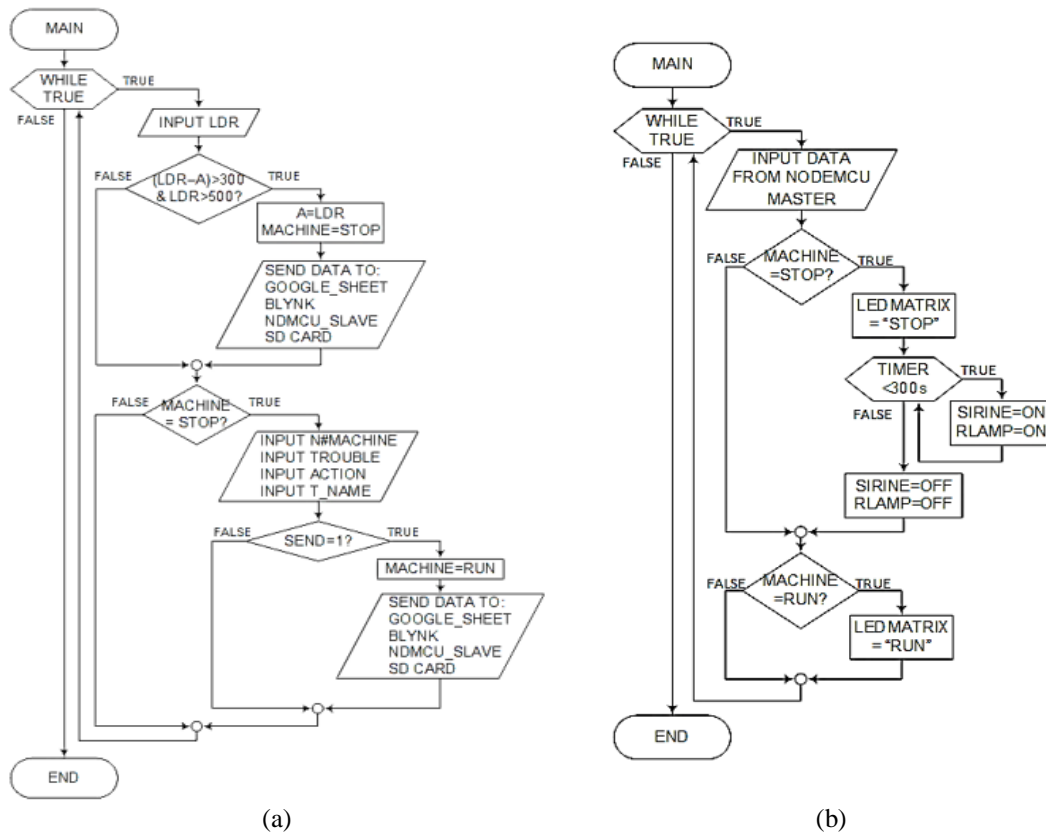 MAIN
WHILE
TRUE
TRUE
FALSE
INPUT LDR
FALSE
(LDR–A)>300
& LDR>500?
TRUE
A=LDR
MACHINE=STOP
SEND DATA TO:
GOOGLE_SHEET
BLYNK
NDMCU_SLAVE
SD CARD
FALSE
MACHINE
= STOP?
TRUE
INPUT N#MACHINE
INPUT TROUBLE
INPUT ACTION
INPUT T_NAME
FALSE
SEND=1?
TRUE
MACHINE=RUN
SEND DATA TO:
GOOGLE_SHEET
BLYNK
NDMCU_SLAVE
SD CARD
END
(a)
MAIN
WHILE
TRUE
TRUE
FALSE
INPUT DATA
FROM NODEMCU
MASTER
FALSE
MACHINE
=STOP?
TRUE
LED MATRIX
= “STOP”
TIMER
<300s
TRUE
FALSE
SIRINE=ON
RLAMP=ON
SIRINE=OFF
RLAMP=OFF
FALSE
MACHINE
=RUN?
TRUE
LED MATRIX
= “RUN”
END
(b)